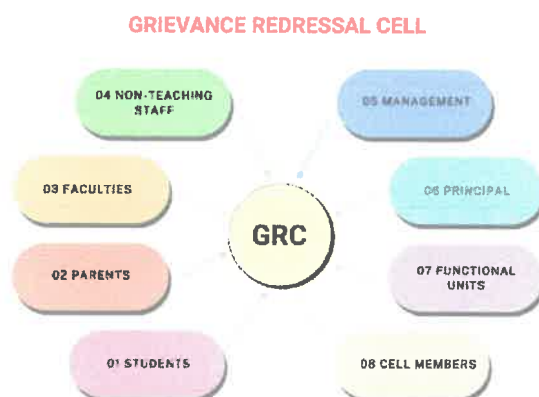 GRIEVANCE REDRESSAL CELL
04 NON-TEACHING
STAFF
05 MANAGEMENT
03 FACULTIES
06 PRINCIPAL
GRC
02 PARENTS
07 FUNCTIONAL
UNITS
01 STUDENTS
08 CELL MEMBERS